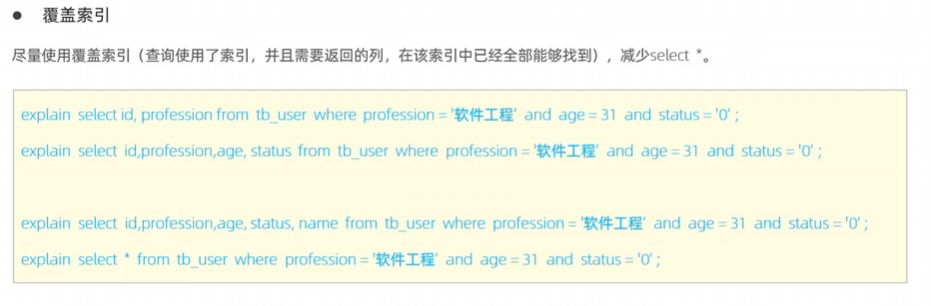 ● 覆盖索引
尽量使用覆盖索引（查询使用了索引，并且需要返回的列，在该索引中已经全部能够找到），减少select *。
explain select id, profession from tb_user where profession = '软件工程' and age = 31 and status = '0' ;
explain select id,profession,age, status from tb_user where profession = '软件工程' and age = 31 and status = '0' ;
explain select id,profession,age, status, name from tb_user where profession = '软件工程' and age = 31 and status = '0' ;
explain select * from tb_user where profession = '软件工程' and age = 31 and status = '0' ;